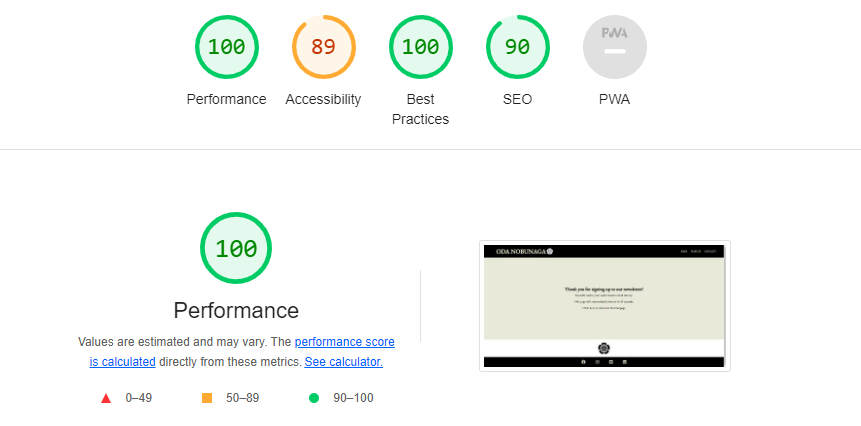 100
89
100
90
PWA
Performance
Accessibility
Best
Practices
SEO
PWA
100
Performance
Values are estimated and may vary. The performance score
is calculated directly from these metrics. See calculator.
0–49
50–89
90–100
ODA NOBUNAGA
Thank you for signing up to our newsletter!